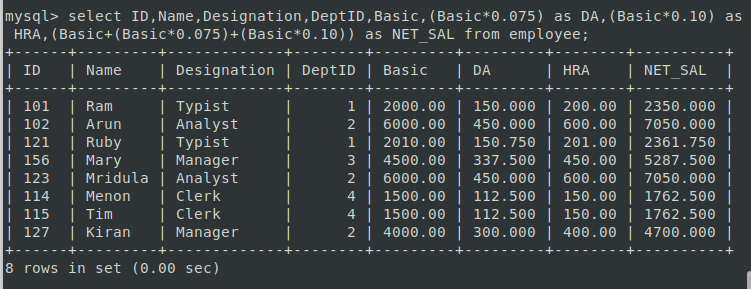 mysql> select ID,Name,Designation,DeptID,Basic,(Basic*0.075) as DA,(Basic*0.10) as
 HRA,(Basic+(Basic*0.075)+(Basic*0.10)) as NET_SAL from employee;
+------+---------+-------------+--------+---------+---------+--------+----------+
| ID   | Name    | Designation | DeptID | Basic   | DA      | HRA    | NET_SAL  |
+------+---------+-------------+--------+---------+---------+--------+----------+
| 101  | Ram     | Typist      |      1 | 2000.00 | 150.000 | 200.00 | 2350.000 |
| 102  | Arun    | Analyst     |      2 | 6000.00 | 450.000 | 600.00 | 7050.000 |
| 121  | Ruby    | Typist      |      1 | 2010.00 | 150.750 | 201.00 | 2361.750 |
| 156  | Mary    | Manager     |      3 | 4500.00 | 337.500 | 450.00 | 5287.500 |
| 123  | Mridula | Analyst     |      2 | 6000.00 | 450.000 | 600.00 | 7050.000 |
| 114  | Menon   | Clerk       |      4 | 1500.00 | 112.500 | 150.00 | 1762.500 |
| 115  | Tim     | Clerk       |      4 | 1500.00 | 112.500 | 150.00 | 1762.500 |
| 127  | Kiran   | Manager     |      2 | 4000.00 | 300.000 | 400.00 | 4700.000 |
+------+---------+-------------+--------+---------+---------+--------+----------+
8 rows in set (0.00 sec)